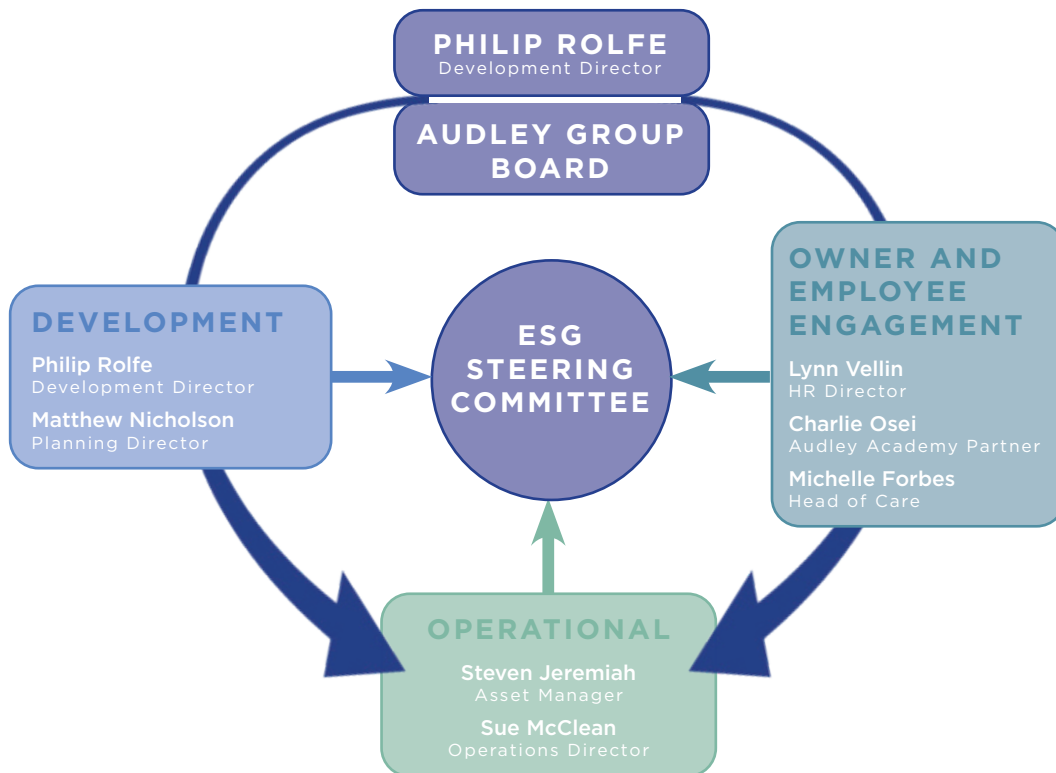 PHILIP ROLFE
Development Director
AUDLEY GROUP
BOARD
DEVELOPMENT
Philip Rolfe
Development Director
Matthew Nicholson
Planning Director
ESG
STEERING
COMMITTEE
OWNER AND
EMPLOYEE
ENGAGEMENT
Lynn Vellin
HR Director
Charlie Osei
Audley Academy Partner
Michelle Forbes
Head of Care
OPERATIONAL
Steven Jeremiah
Asset Manager
Sue McClean
Operations Director